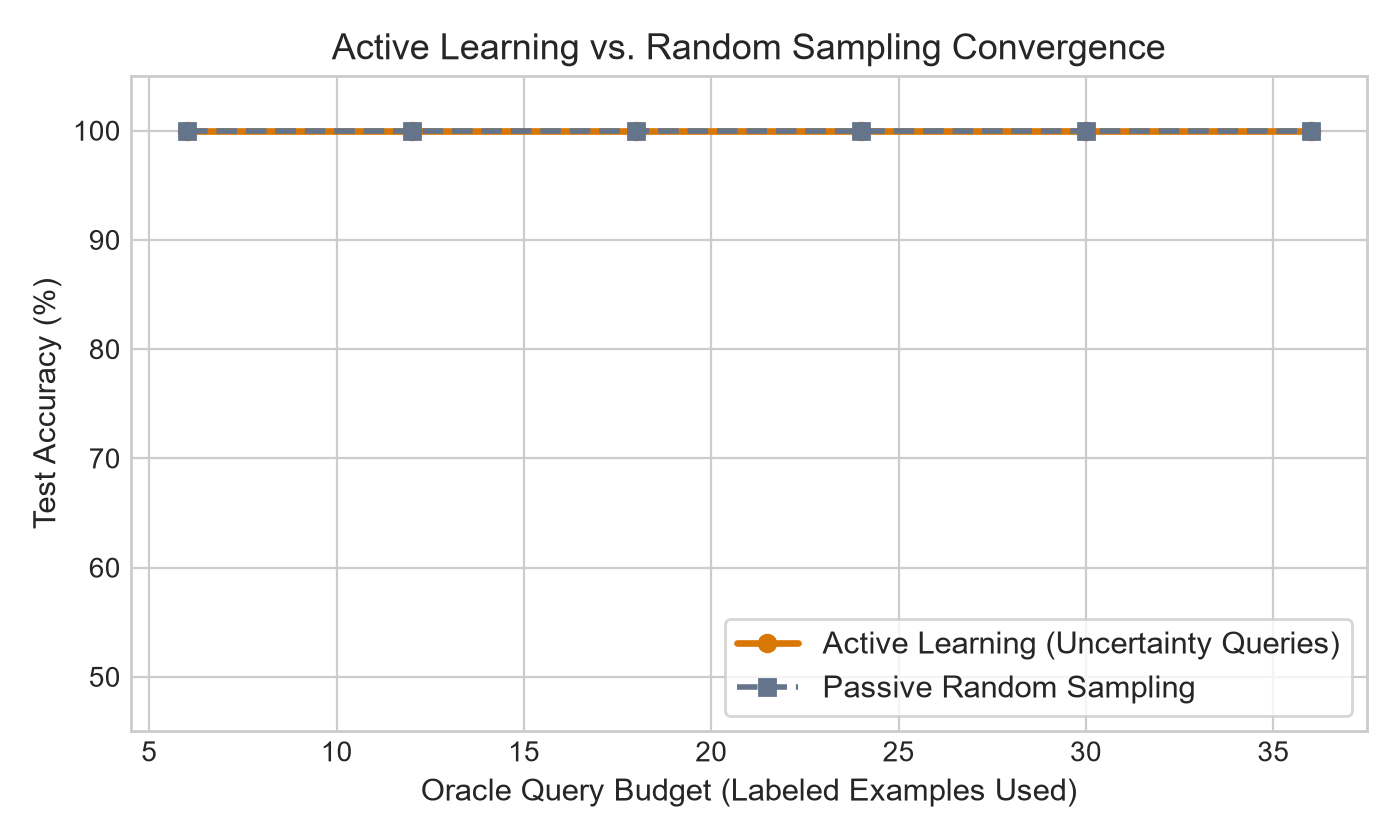 Active Learning vs. Random Sampling Convergence
Test Accuracy (%)
100
90
80
70
60
50
Active Learning (Uncertainty Queries)
Passive Random Sampling
5 10 15 20 25 30 35
Oracle Query Budget (Labeled Examples Used)